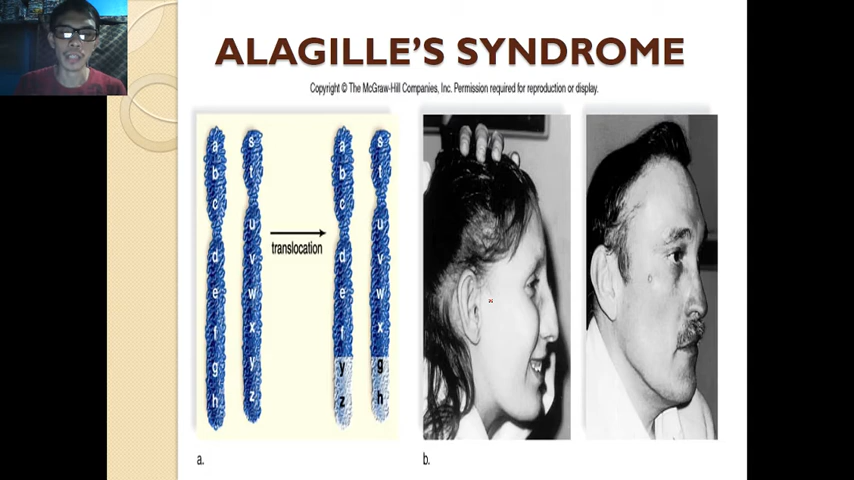 ALAGILLE'S SYNDROME
Copyright © The McGraw-Hill Companies, Inc. Permission required for reproduction or display.
a s a s
b t b t
c c
u u
d v d v
e w e w
f x f x
g y y g
h z z h
translocation
a. b.